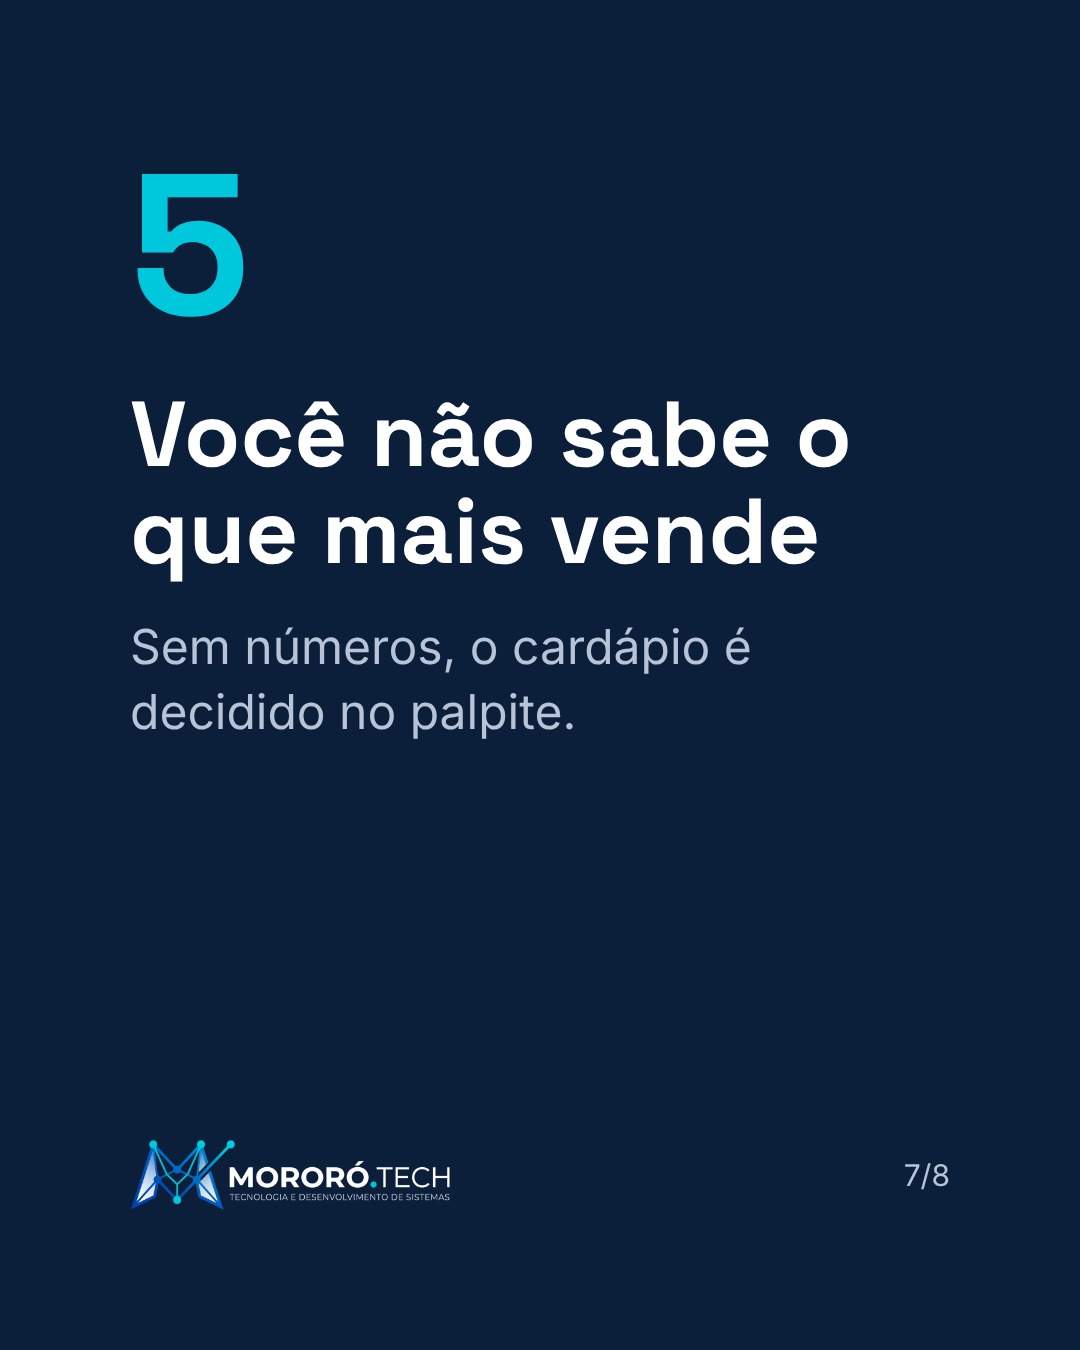 5
Você não sabe o
que mais vende
Sem números, o cardápio é
decidido no palpite.
MORORÓ.TECH
TECNOLOGIA E DESENVOLVIMENTO DE SISTEMAS
7/8